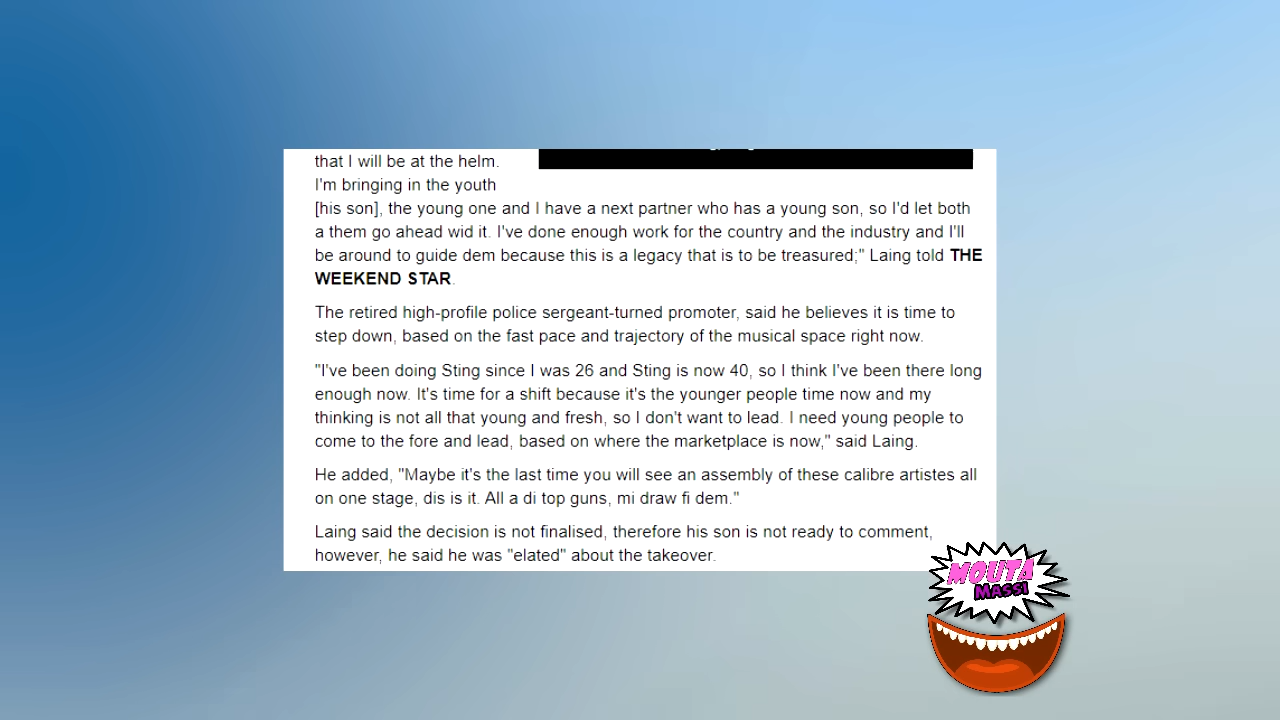 that I will be at the helm.
I'm bringing in the youth
[his son], the young one and I have a next partner who has a young son, so I'd let both
a them go ahead wid it. I've done enough work for the country and the industry and I'll
be around to guide dem because this is a legacy that is to be treasured;" Laing told THE
WEEKEND STAR.
The retired high-profile police sergeant-turned promoter, said he believes it is time to
step down, based on the fast pace and trajectory of the musical space right now.
"I've been doing Sting since I was 26 and Sting is now 40, so I think I've been there long
enough now. It's time for a shift because it's the younger people time now and my
thinking is not all that young and fresh, so I don't want to lead. I need young people to
come to the fore and lead, based on where the marketplace is now," said Laing.
He added, "Maybe it's the last time you will see an assembly of these calibre artistes all
on one stage, dis is it. All a di top guns, mi draw fi dem."
Laing said the decision is not finalised, therefore his son is not ready to comment,
however, he said he was "elated" about the takeover.
MOUTA
MASSI